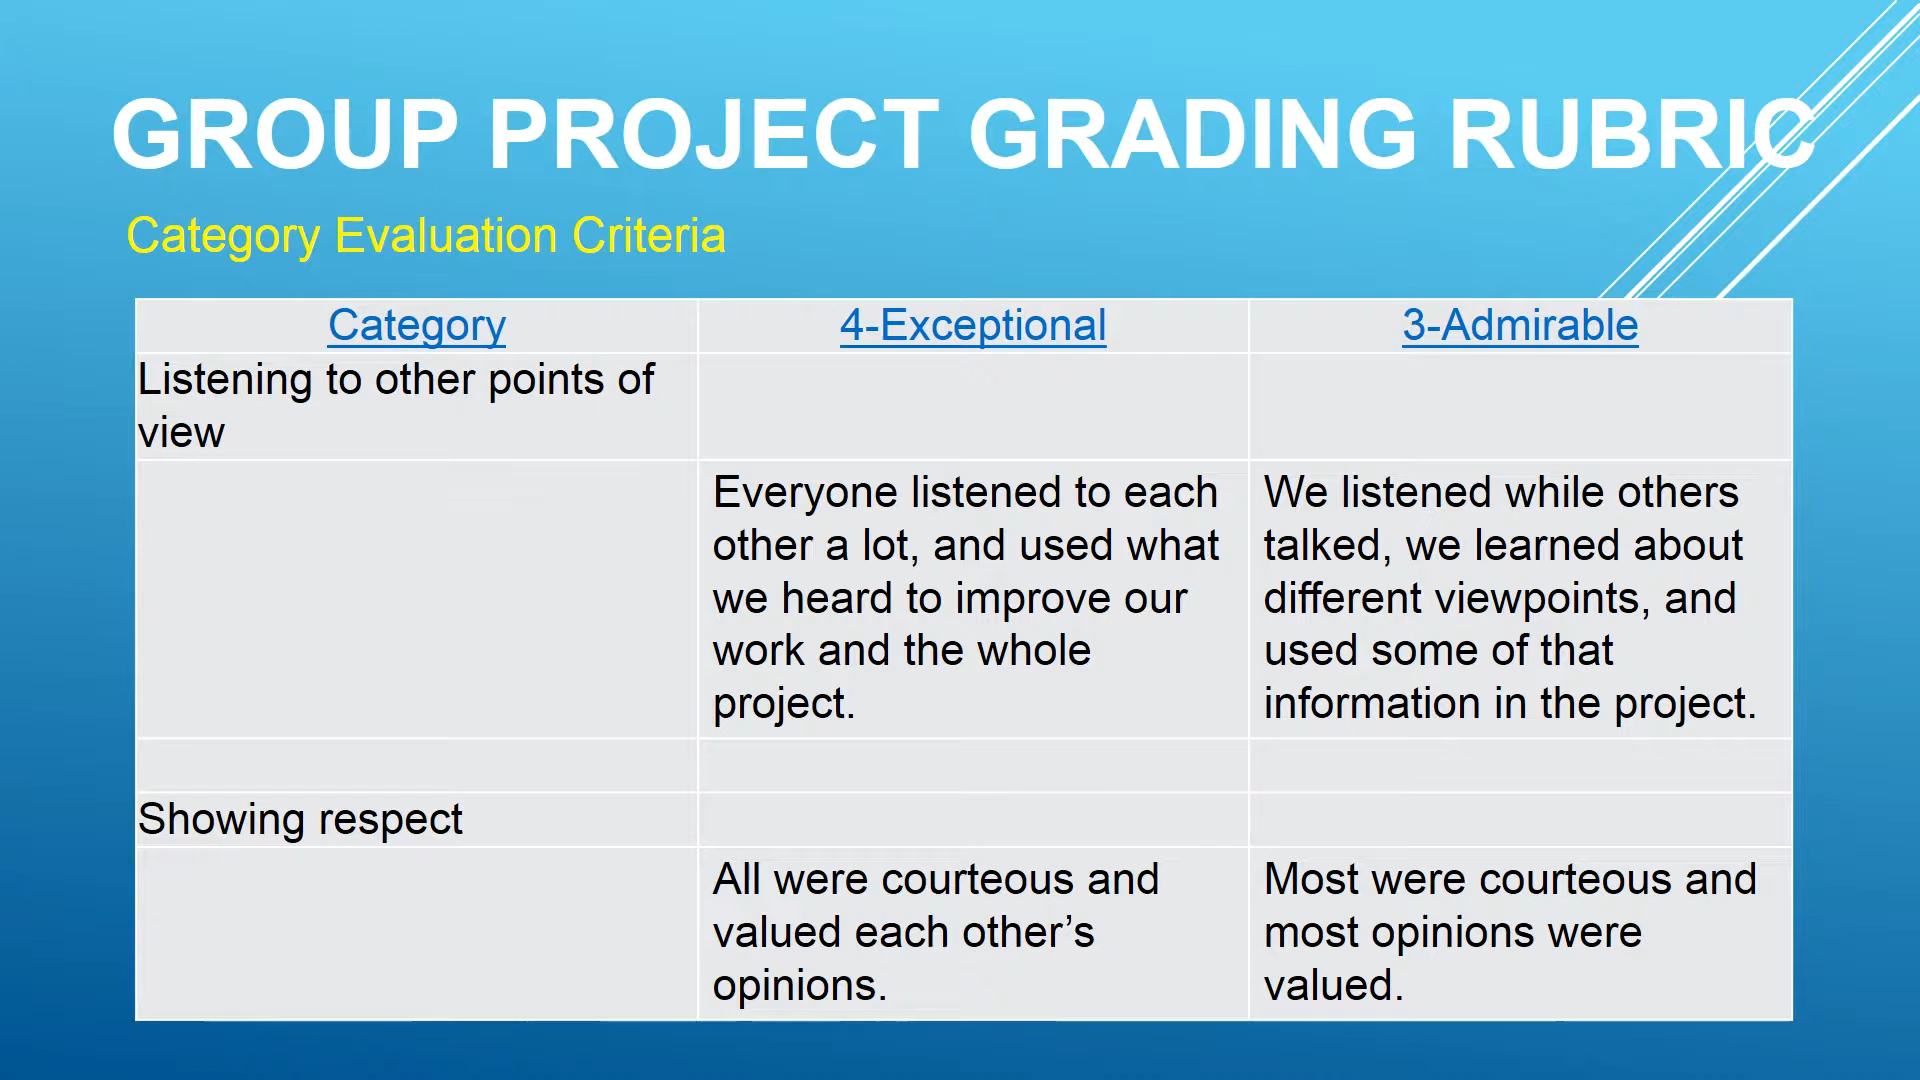 GROUP PROJECT GRADING RUBRIC
Category Evaluation Criteria
Category 4-Exceptional 3-Admirable
Listening to other points of
view
Everyone listened to each
other a lot, and used what
we heard to improve our
work and the whole
project.
We listened while others
talked, we learned about
different viewpoints, and
used some of that
information in the project.
Showing respect
All were courteous and
valued each other’s
opinions.
Most were courteous and
most opinions were
valued.